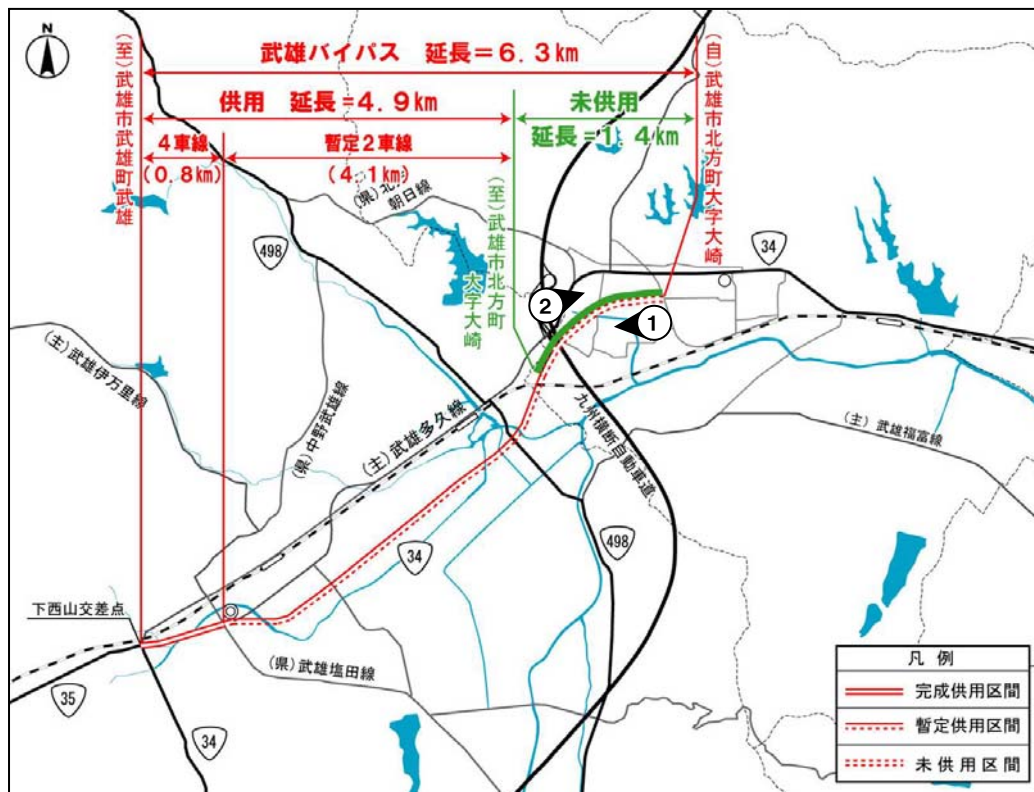 N
武雄バイパス 延長=6.3km
供用 延長=4.9km
未供用
延長=1.4km
4車線
(0.8km)
暫定2車線
(4.1km)
(至)武雄市武雄町武雄
(至)武雄市北方町
大字大崎
(自)武雄市北方町大字大崎
朝日線
498
34
②
①
(主)武雄伊万里線
(県)中野武雄線
(主)武雄多久線
九州横断自動車道
(主)武雄福富線
34
498
下西山交差点
(県)武雄塩田線
35
34
凡例
完成供用区間
暫定供用区間
未供用区間